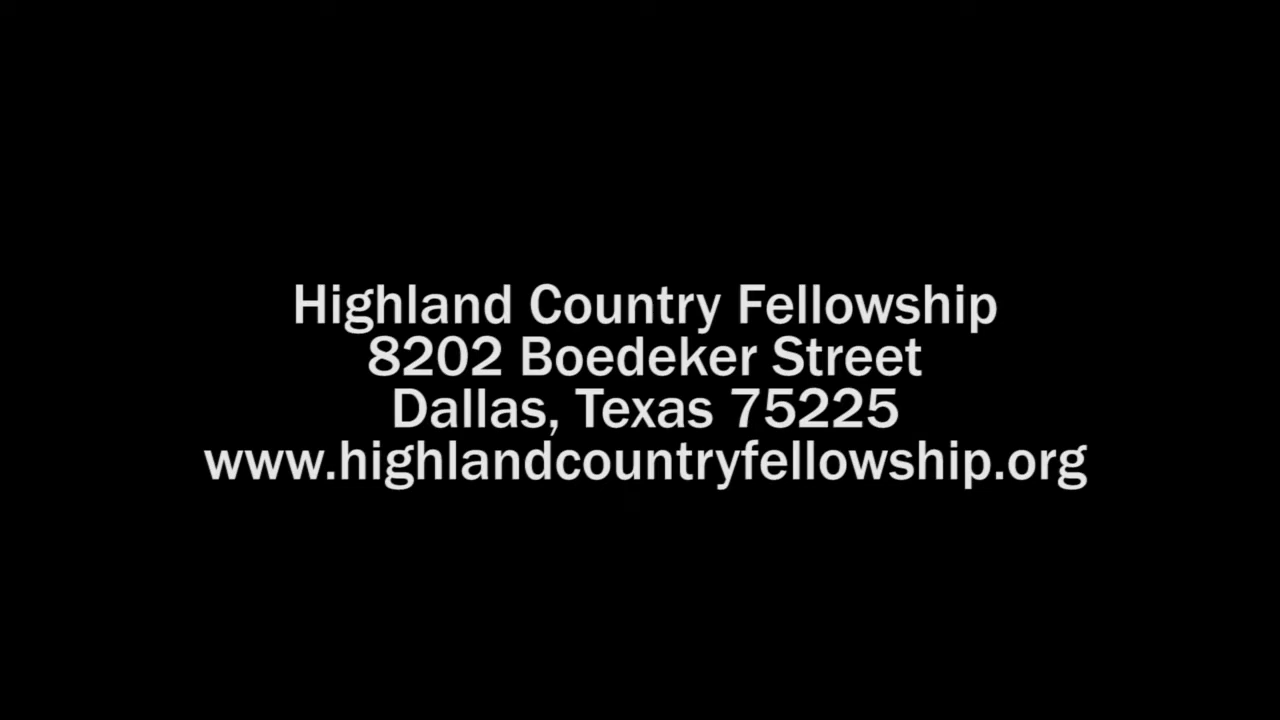 Highland Country Fellowship
8202 Boedeker Street
Dallas, Texas 75225
www.highlandcountryfellowship.org